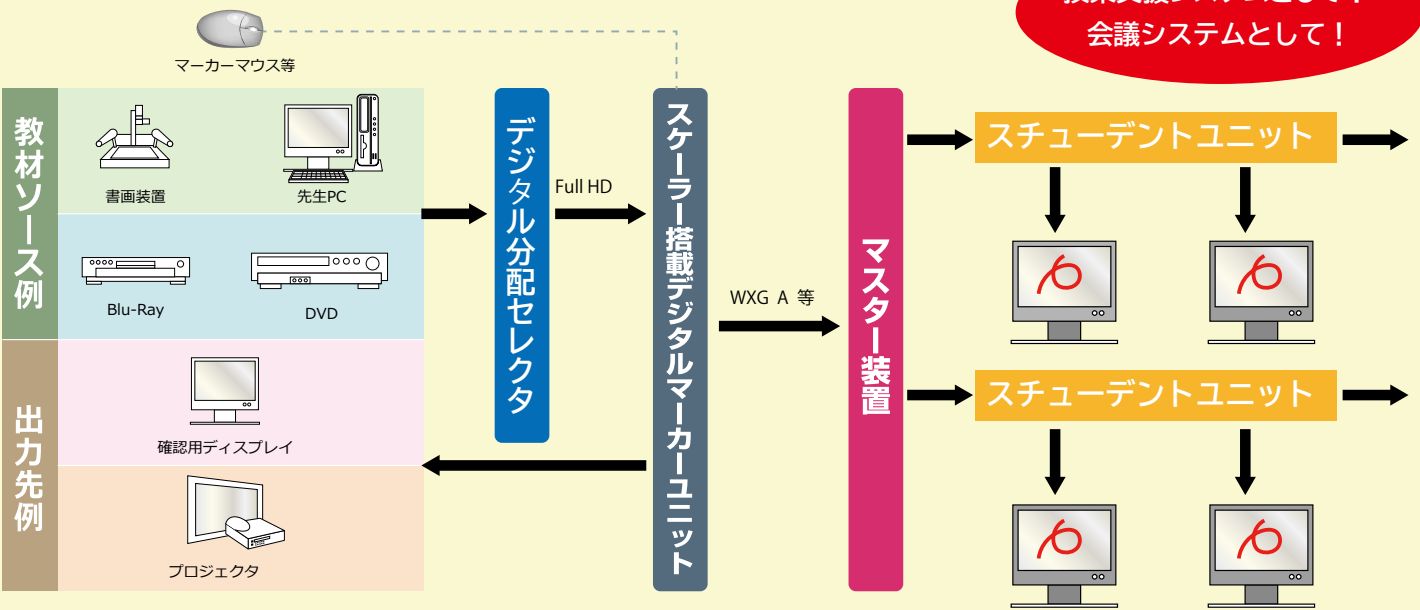 会議システムとして！
マーカーマウス等
教材ソース例
書画装置
先生PC
Blu-Ray
DVD
出力先例
確認用ディスプレイ
プロジェクタ
デジタル分配セレクタ
Full HD
スケーラー搭載デジタルマーカーユニット
WXG A 等
マスター装置
スチューデントユニット
スチューデントユニット